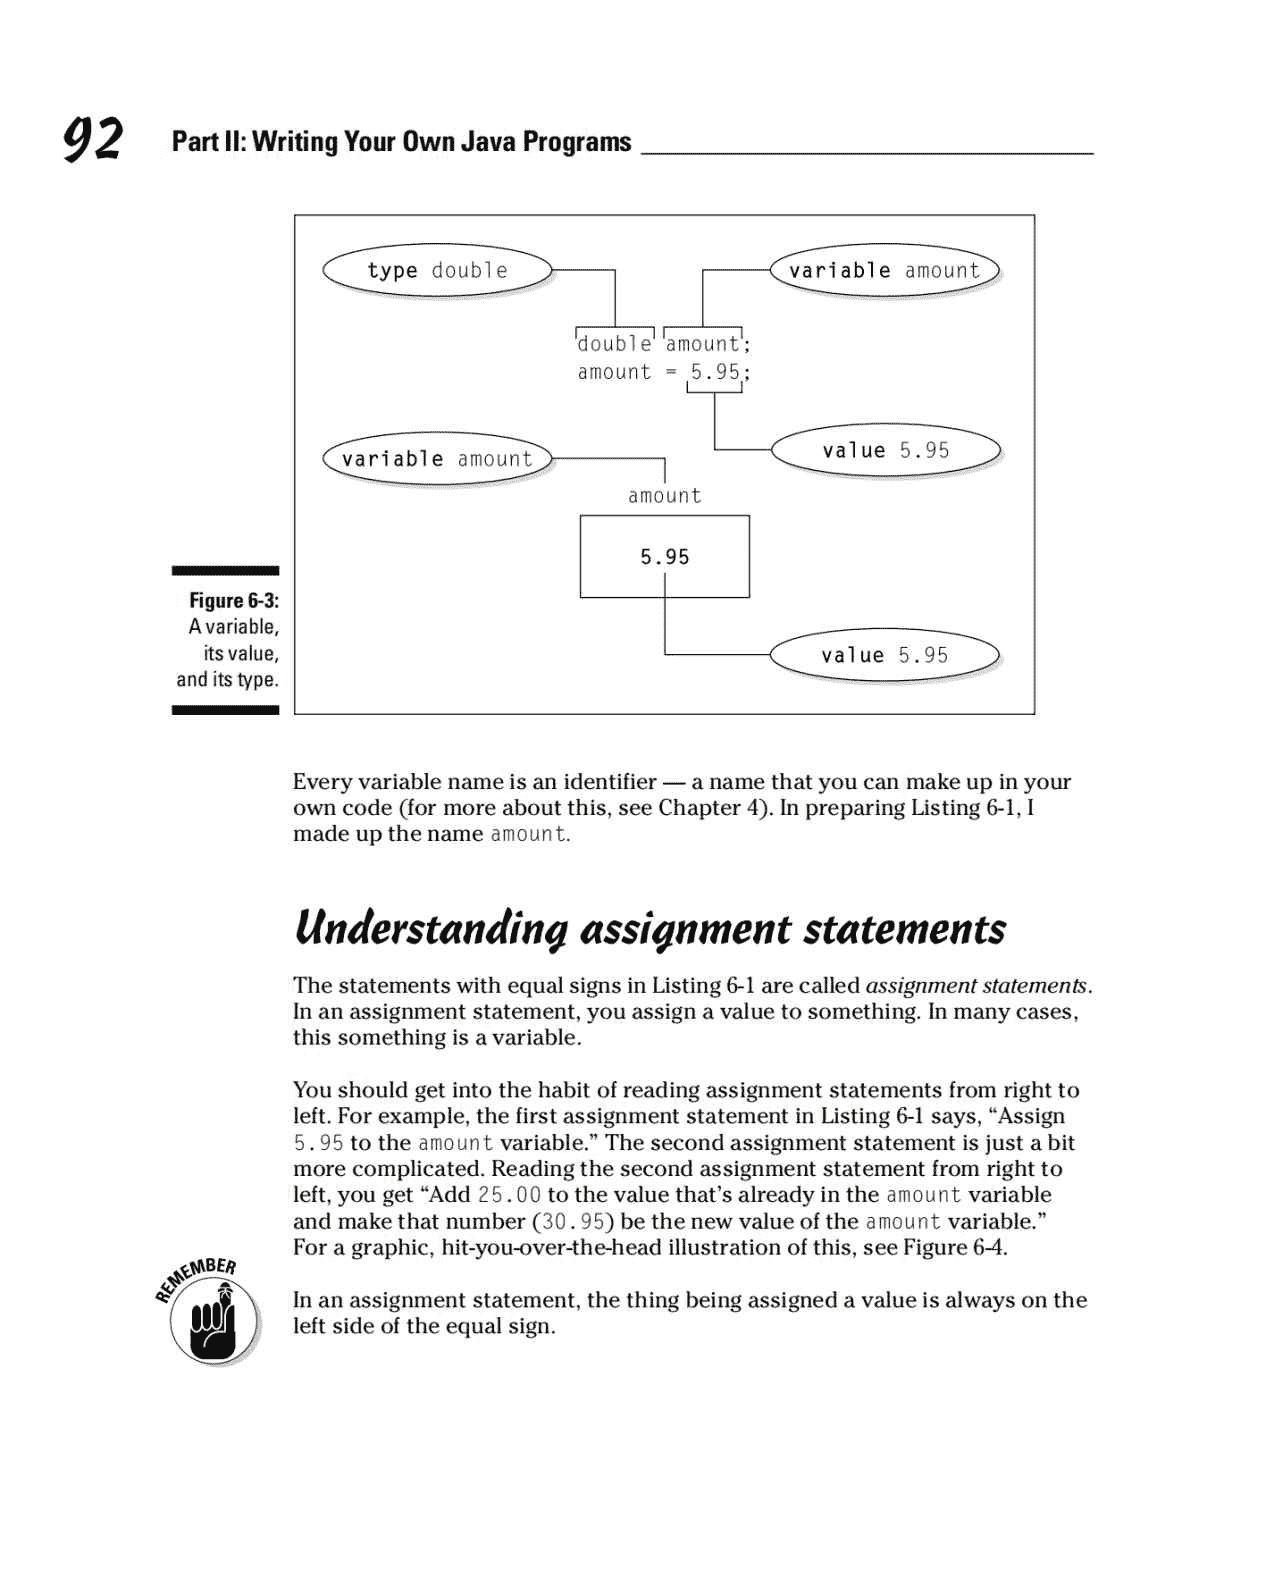 92 Part II: Writing Your Own Java Programs
type double
variable amount
double amount;
amount = 5.95;
variable amount
value 5.95
amount
5.95
value 5.95
Figure 6-3:
A variable,
its value,
and its type.
Every variable name is an identifier — a name that you can make up in your
own code (for more about this, see Chapter 4). In preparing Listing 6-1, I
made up the name amount.
Understanding assignment statements
The statements with equal signs in Listing 6-1 are called assignment statements.
In an assignment statement, you assign a value to something. In many cases,
this something is a variable.
You should get into the habit of reading assignment statements from right to
left. For example, the first assignment statement in Listing 6-1 says, “Assign
5.95 to the amount variable.” The second assignment statement is just a bit
more complicated. Reading the second assignment statement from right to
left, you get “Add 25.00 to the value that’s already in the amount variable
and make that number (30.95) be the new value of the amount variable.”
For a graphic, hit-you-over-the-head illustration of this, see Figure 6-4.
REMEMBER
In an assignment statement, the thing being assigned a value is always on the
left side of the equal sign.